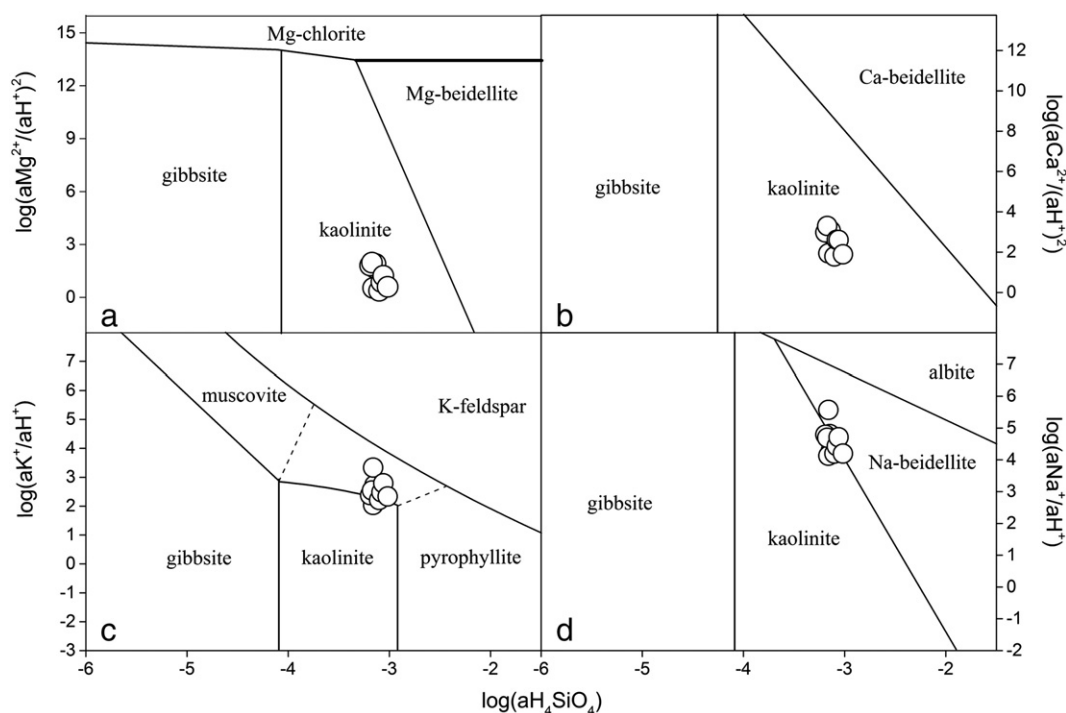 15
12
9
6
3
0
log(aMg²⁺/(aH⁺)²)
Mg-chlorite
Mg-beidellite
gibbsite
kaolinite
a
12
10
8
6
4
2
0
log(aCa²⁺/(aH⁺)²)
Ca-beidellite
gibbsite
kaolinite
b
7
6
5
4
3
2
1
0
-1
-2
-3
log(aK⁺/aH⁺)
muscovite
K-feldspar
gibbsite
kaolinite
pyrophyllite
c
7
6
5
4
3
2
1
0
-1
-2
log(aNa⁺/aH⁺)
albite
Na-beidellite
gibbsite
kaolinite
d
-6 -4 -3 -6 -5 -4 -3 -2
log(aH₄SiO₄)